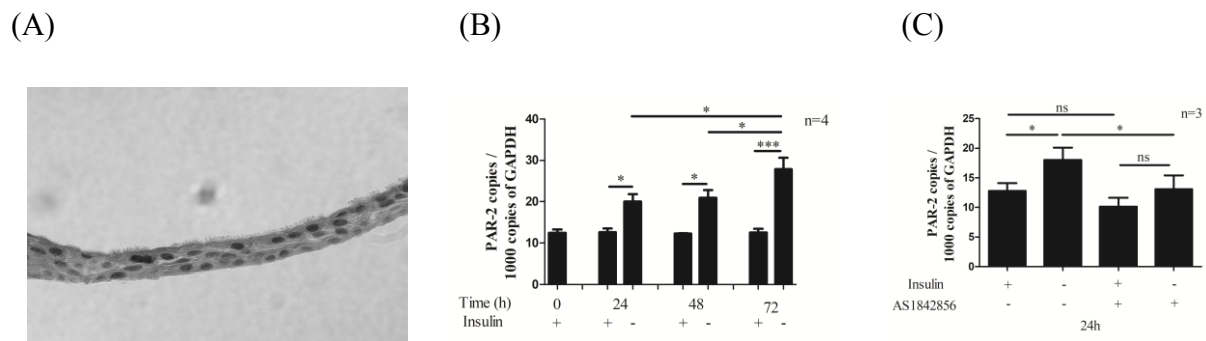 (A)
(B)
(C)
n=4
PAR-2 copies /
1000 copies of GAPDH
40
30
20
10
0
*
*
***
*
*
Time (h) 0 24 48 72
Insulin + + - + - + -
n=3
PAR-2 copies /
1000 copies of GAPDH
25
20
15
10
5
0
ns
*
*
ns
Insulin + - + -
AS1842856 - - + +
24h